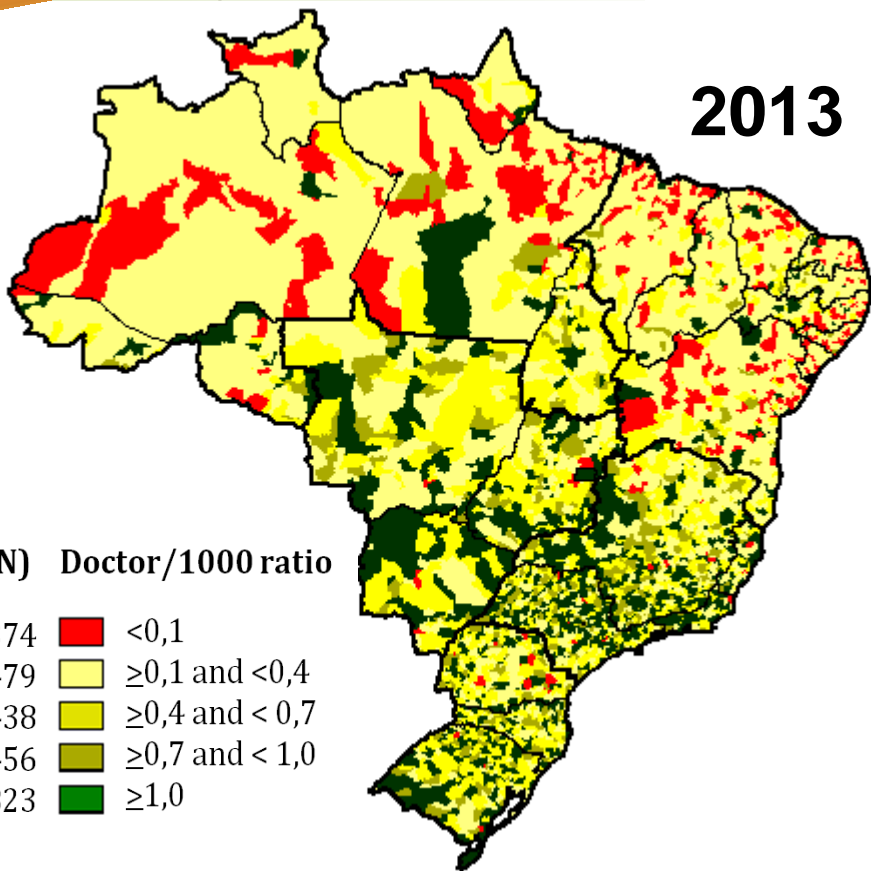 2013
N) Doctor/1000 ratio
74 <0,1
79 ≥0,1 and <0,4
38 ≥0,4 and < 0,7
56 ≥0,7 and < 1,0
23 ≥1,0